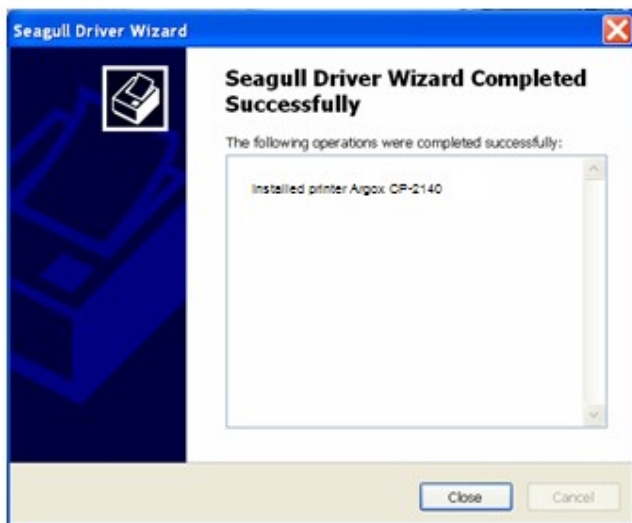 Seagull Driver Wizard
Seagull Driver Wizard Completed
Successfully
The following operations were completed successfully:
Installed printer Argox CP-2140
Close
Cancel